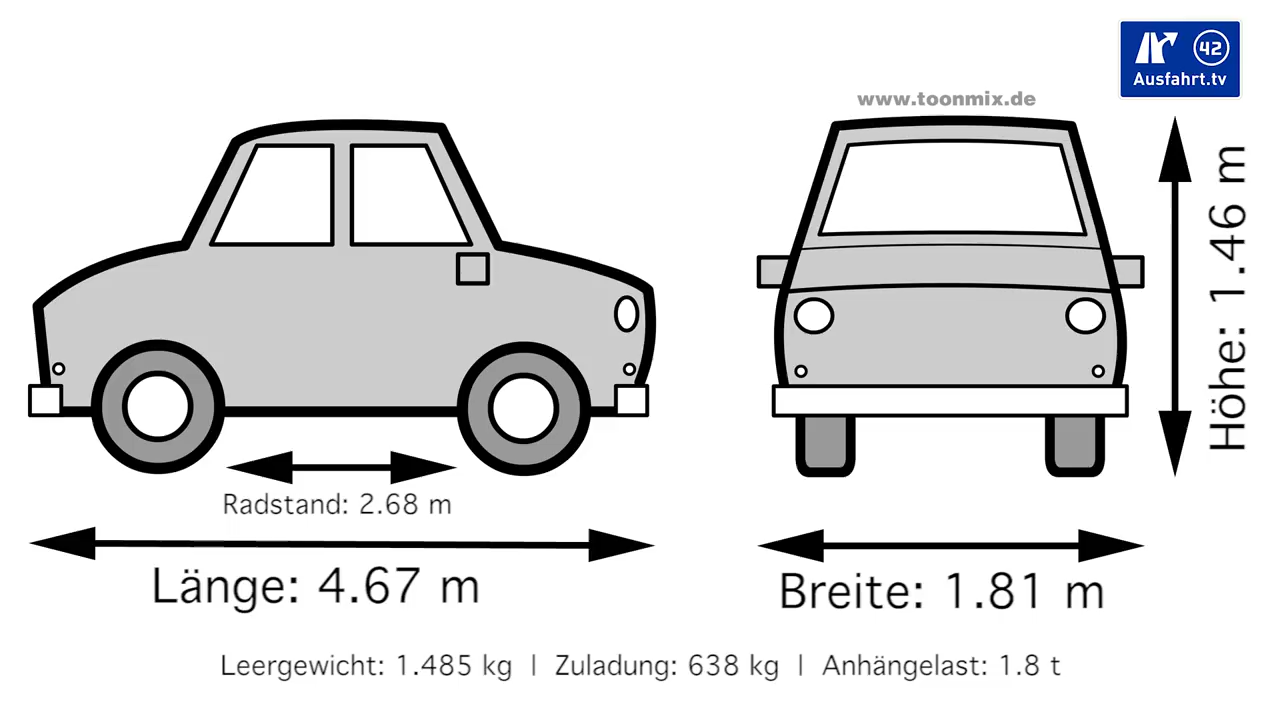 42
Ausfahrt.tv
www.toonmix.de
Höhe: 1.46 m
Radstand: 2.68 m
Länge: 4.67 m
Breite: 1.81 m
Leergewicht: 1.485 kg | Zuladung: 638 kg | Anhängelast: 1.8 t